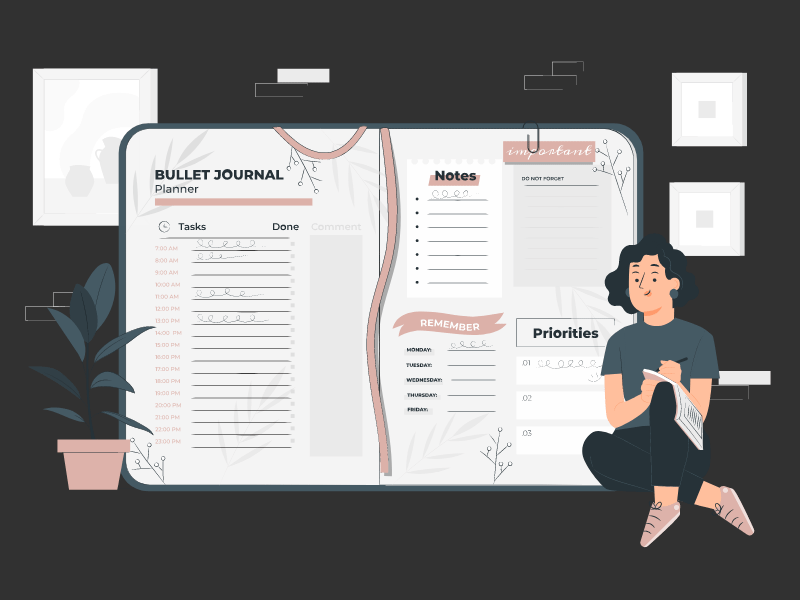 BULLET JOURNAL
Planner
Tasks Done Comment
7:00 AM
8:00 AM
9:00 AM
10:00 AM
11:00 AM
12:00 PM
13:00 PM
14:00 PM
15:00 PM
16:00 PM
17:00 PM
18:00 PM
19:00 PM
20:00 PM
21:00 PM
22:00 PM
23:00 PM
important
Notes
DO NOT FORGET
REMEMBER
MONDAY:
TUESDAY:
WEDNESDAY:
THURSDAY:
FRIDAY:
Priorities
.01
.02
.03